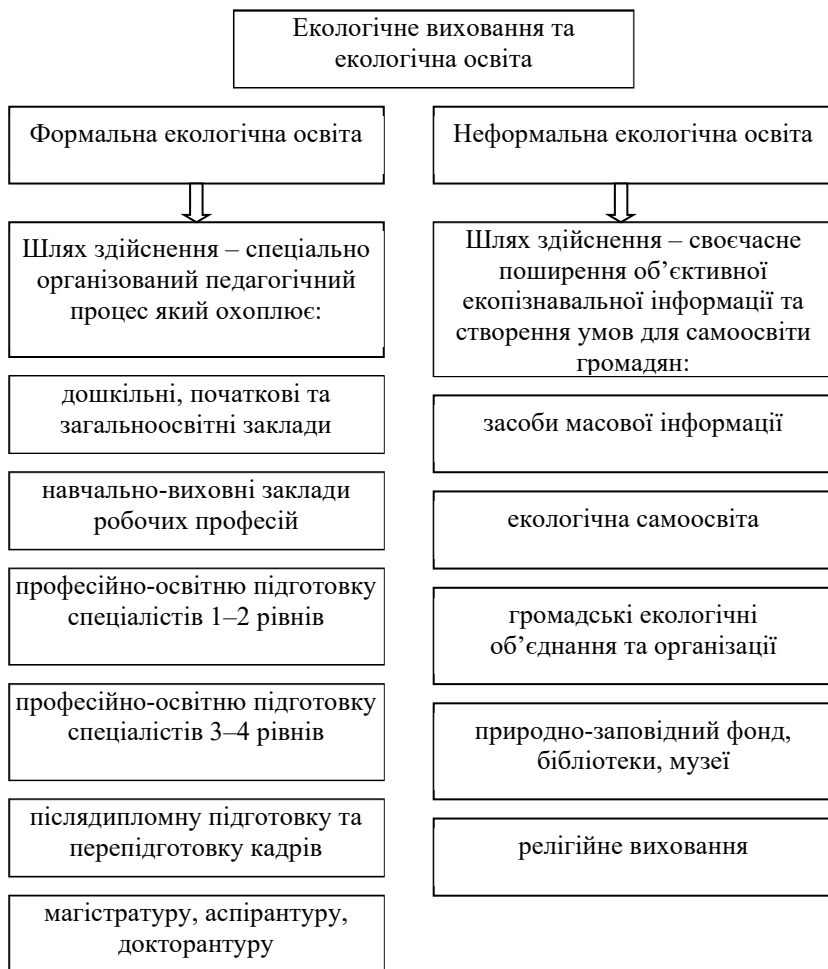 Екологічне виховання та
екологічна освіта
Формальна екологічна освіта
Шлях здійснення – спеціально
організований педагогічний
процес який охоплює:
дошкільні, початкові та
загальноосвітні заклади
навчально-виховні заклади
робочих професій
професійно-освітню підготовку
спеціалістів 1–2 рівнів
професійно-освітню підготовку
спеціалістів 3–4 рівнів
післядипломну підготовку та
перепідготовку кадрів
магістратуру, аспірантуру,
докторантуру
Неформальна екологічна освіта
Шлях здійснення – своєчасне
поширення об’єктивної
екопізнавальної інформації та
створення умов для самоосвіти
громадян:
засоби масової інформації
екологічна самоосвіта
громадські екологічні
об’єднання та організації
природно-заповідний фонд,
бібліотеки, музеї
релігійне виховання